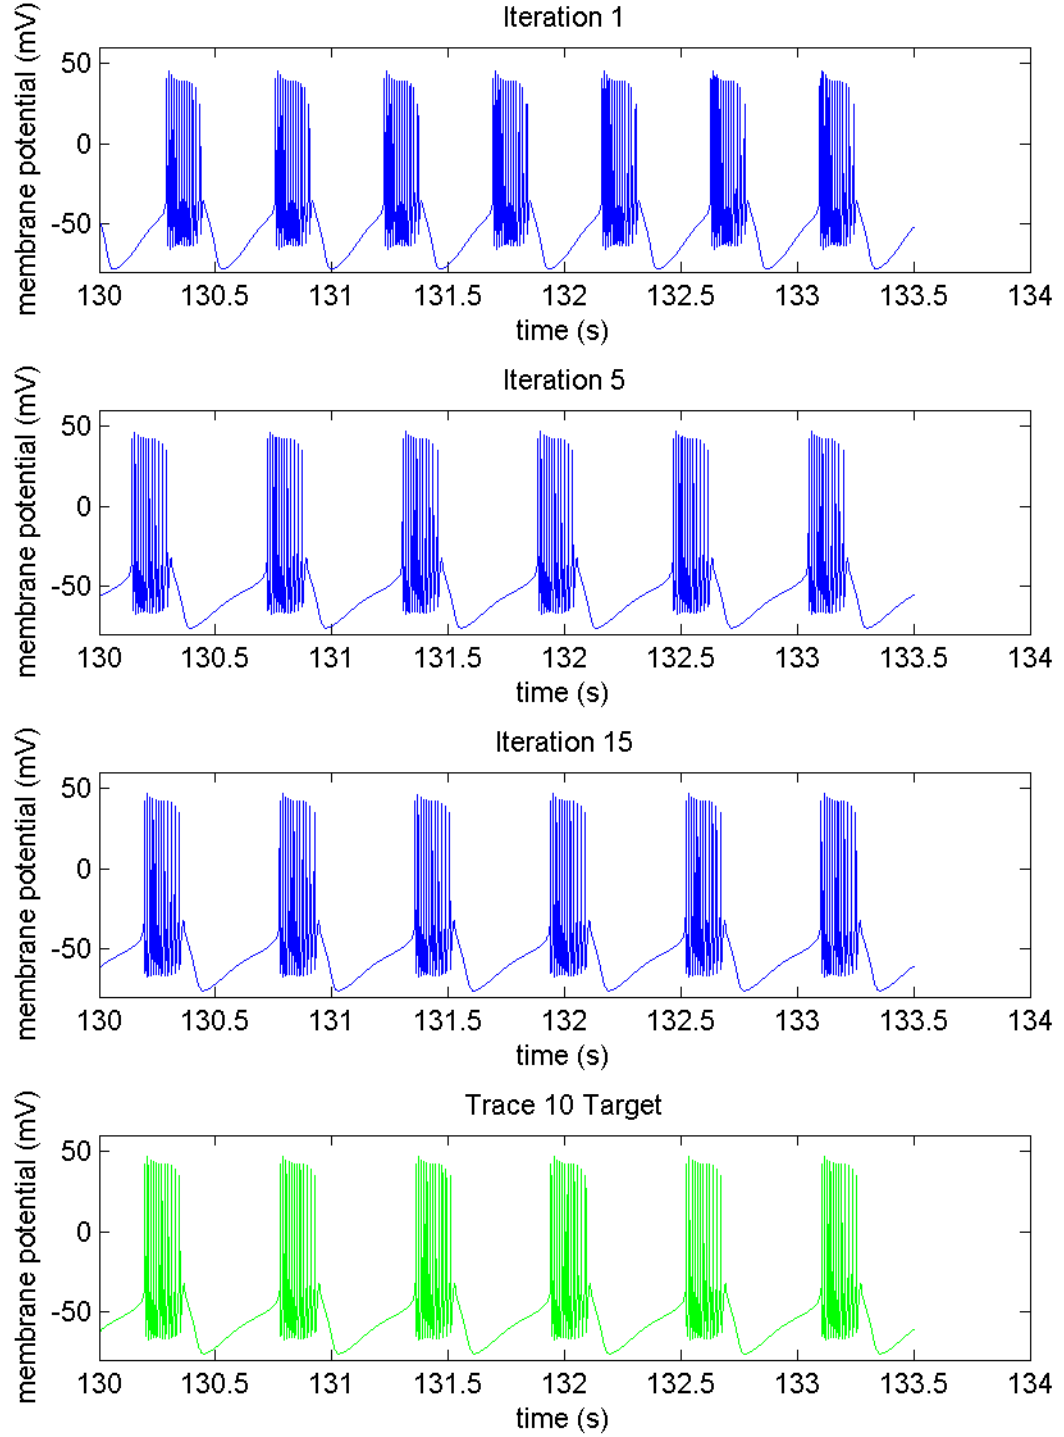 Iteration 1
membrane potential (mV)
50
0
-50
130 130.5 131 131.5 132 132.5 133 133.5 134
time (s)
Iteration 5
membrane potential (mV)
50
0
-50
130 130.5 131 131.5 132 132.5 133 133.5 134
time (s)
Iteration 15
membrane potential (mV)
50
0
-50
130 130.5 131 131.5 132 132.5 133 133.5 134
time (s)
Trace 10 Target
membrane potential (mV)
50
0
-50
130 130.5 131 131.5 132 132.5 133 133.5 134
time (s)